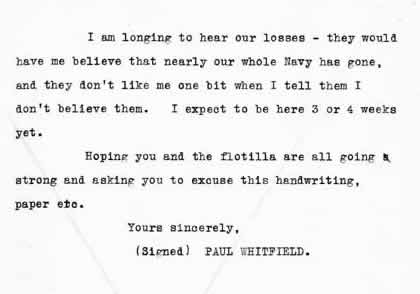 I am longing to hear our losses - they would
have me believe that nearly our whole Navy has gone,
and they don't like me one bit when I tell them I
don't believe them. I expect to be here 3 or 4 weeks
yet.
Hoping you and the flotilla are all going
strong and asking you to excuse this handwriting,
paper etc.
Yours sincerely,
(Signed) PAUL WHITFIELD.